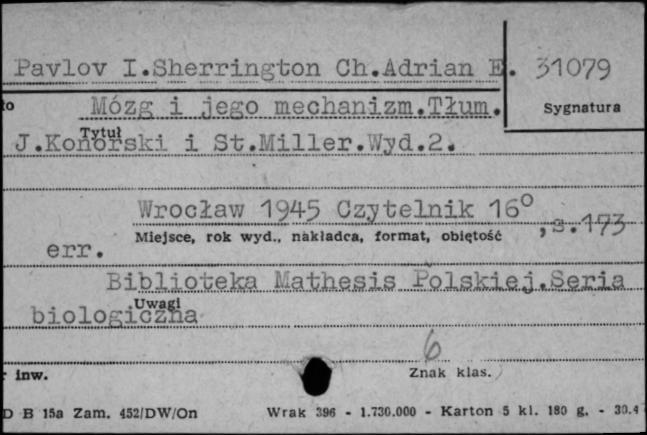 Pavlov I.Sherrington Ch.Adrian E. 31079
to Mózg i jego mechanizm.Tłum. Sygnatura
Tytuł
J.Konorski i St.Miller.Wyd.2.
Wrocław 1945 Czytelnik 16°, s.173
Miejsce, rok wyd., nakładca, format, obiętość
err.
Biblioteka Mathesis Polskiej.Seria
Uwagi
biologiczna
6
r inw. Znak klas.
D B 15a Zam. 452/DW/On Wrak 396 - 1.730.000 - Karton 5 kl. 180 g. - 30.4